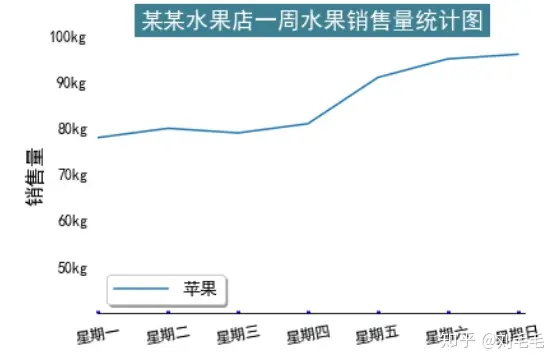 某某水果店一周水果销售量统计图
100kg
90kg
80kg
70kg
60kg
50kg
销售量
苹果
星期一 星期二 星期三 星期四 星期五 星期六 星期日
知乎 @刘毛毛